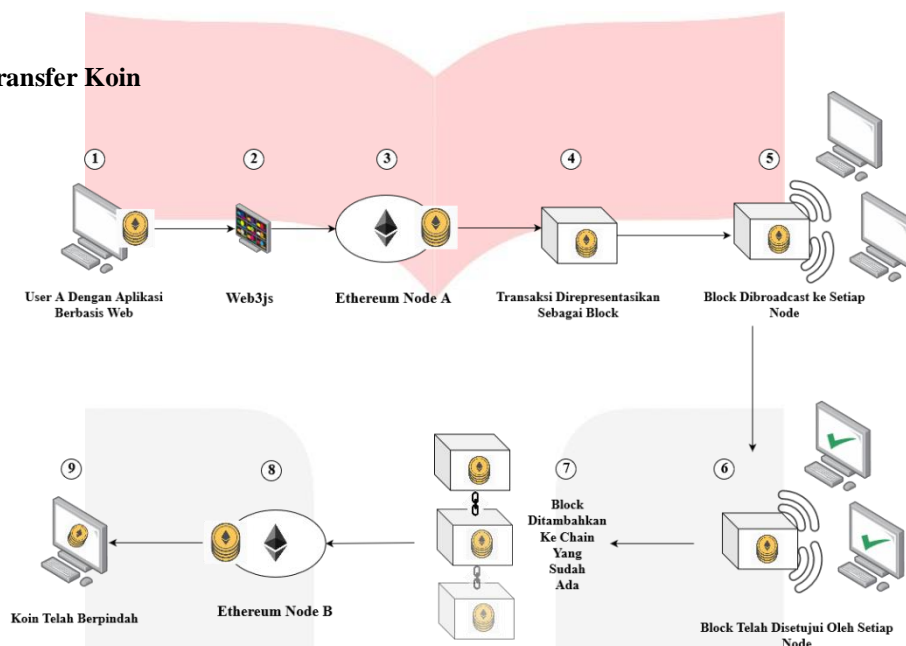 ransfer Koin
1
2
3
4
5
User A Dengan Aplikasi
Berbasis Web
Web3js
Ethereum Node A
Transaksi Direpresentasikan
Sebagai Block
Block Dibroadcast ke Setiap
Node
9
8
7
6
Block
Ditambahkan
Ke Chain
Yang
Sudah
Ada
Koin Telah Berpindah
Ethereum Node B
Block Telah Disetujui Oleh Setiap
Node